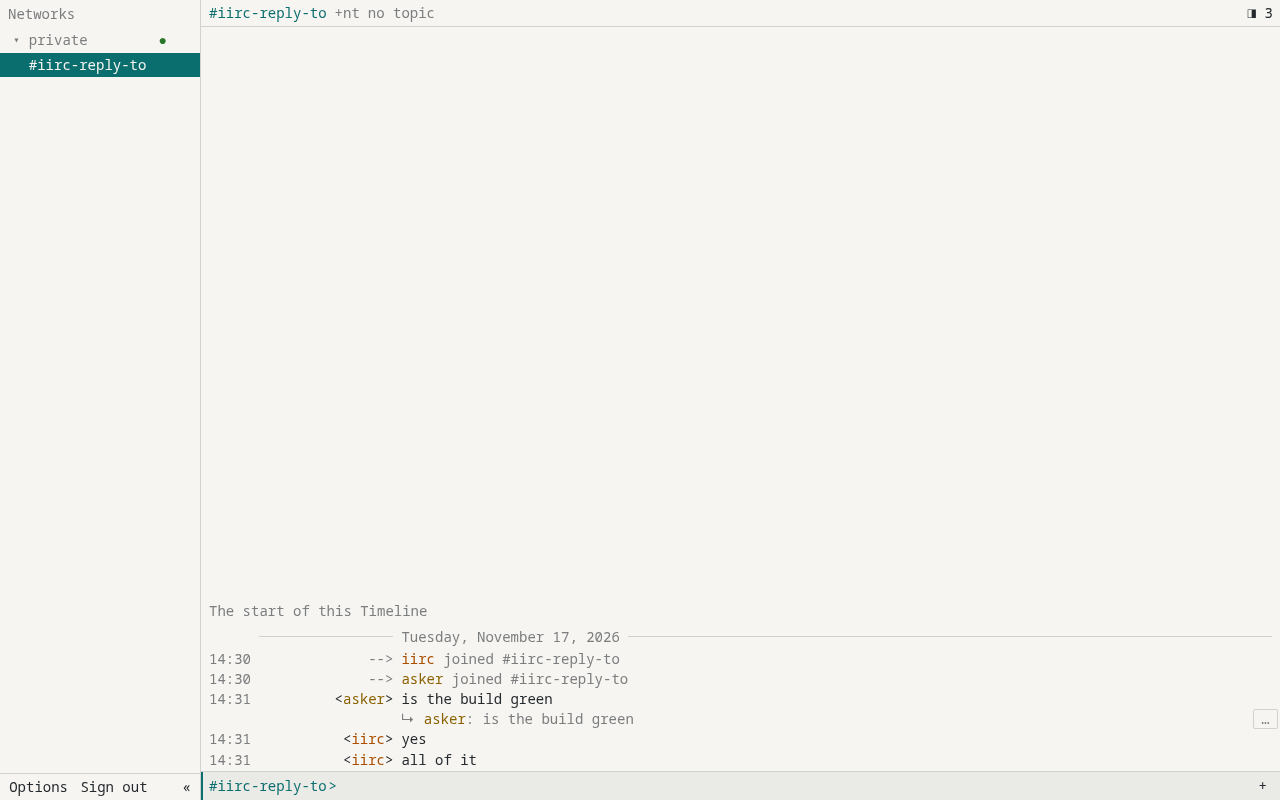 Networks
▾ private ●
#iirc-reply-to
Options Sign out «
#iirc-reply-to +nt no topic ◨ 3
The start of this Timeline
Tuesday, November 17, 2026
14:30 --> iirc joined #iirc-reply-to
14:30 --> asker joined #iirc-reply-to
14:31 <asker> is the build green
↳ asker: is the build green …
14:31 <iirc> yes
14:31 <iirc> all of it
#iirc-reply-to> +